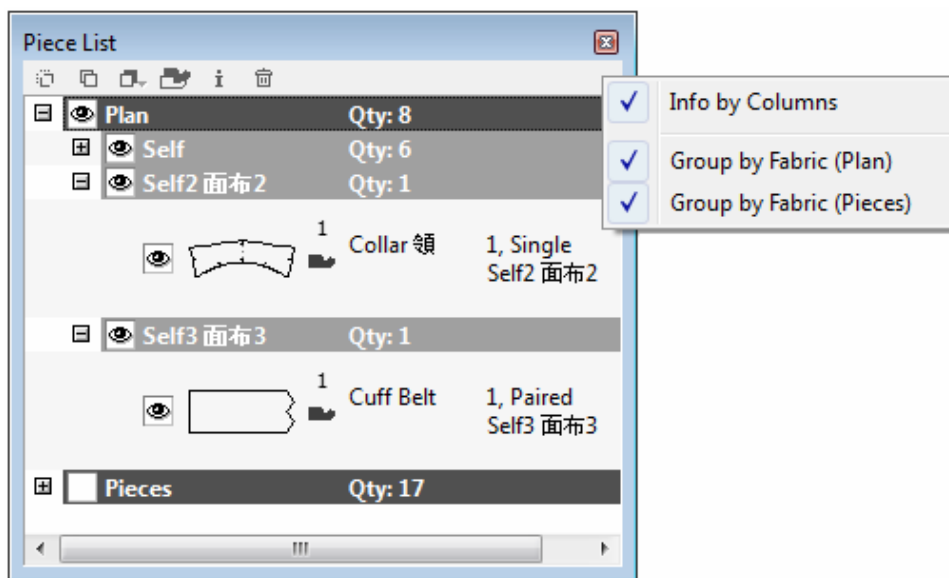 Piece List
Info by Columns
Group by Fabric (Plan)
Group by Fabric (Pieces)
Plan Qty: 8
Self Qty: 6
Self2 面布2 Qty: 1
1
Collar 領 1, Single
Self2 面布2
Self3 面布3 Qty: 1
1
Cuff Belt 1, Paired
Self3 面布3
Pieces Qty: 17